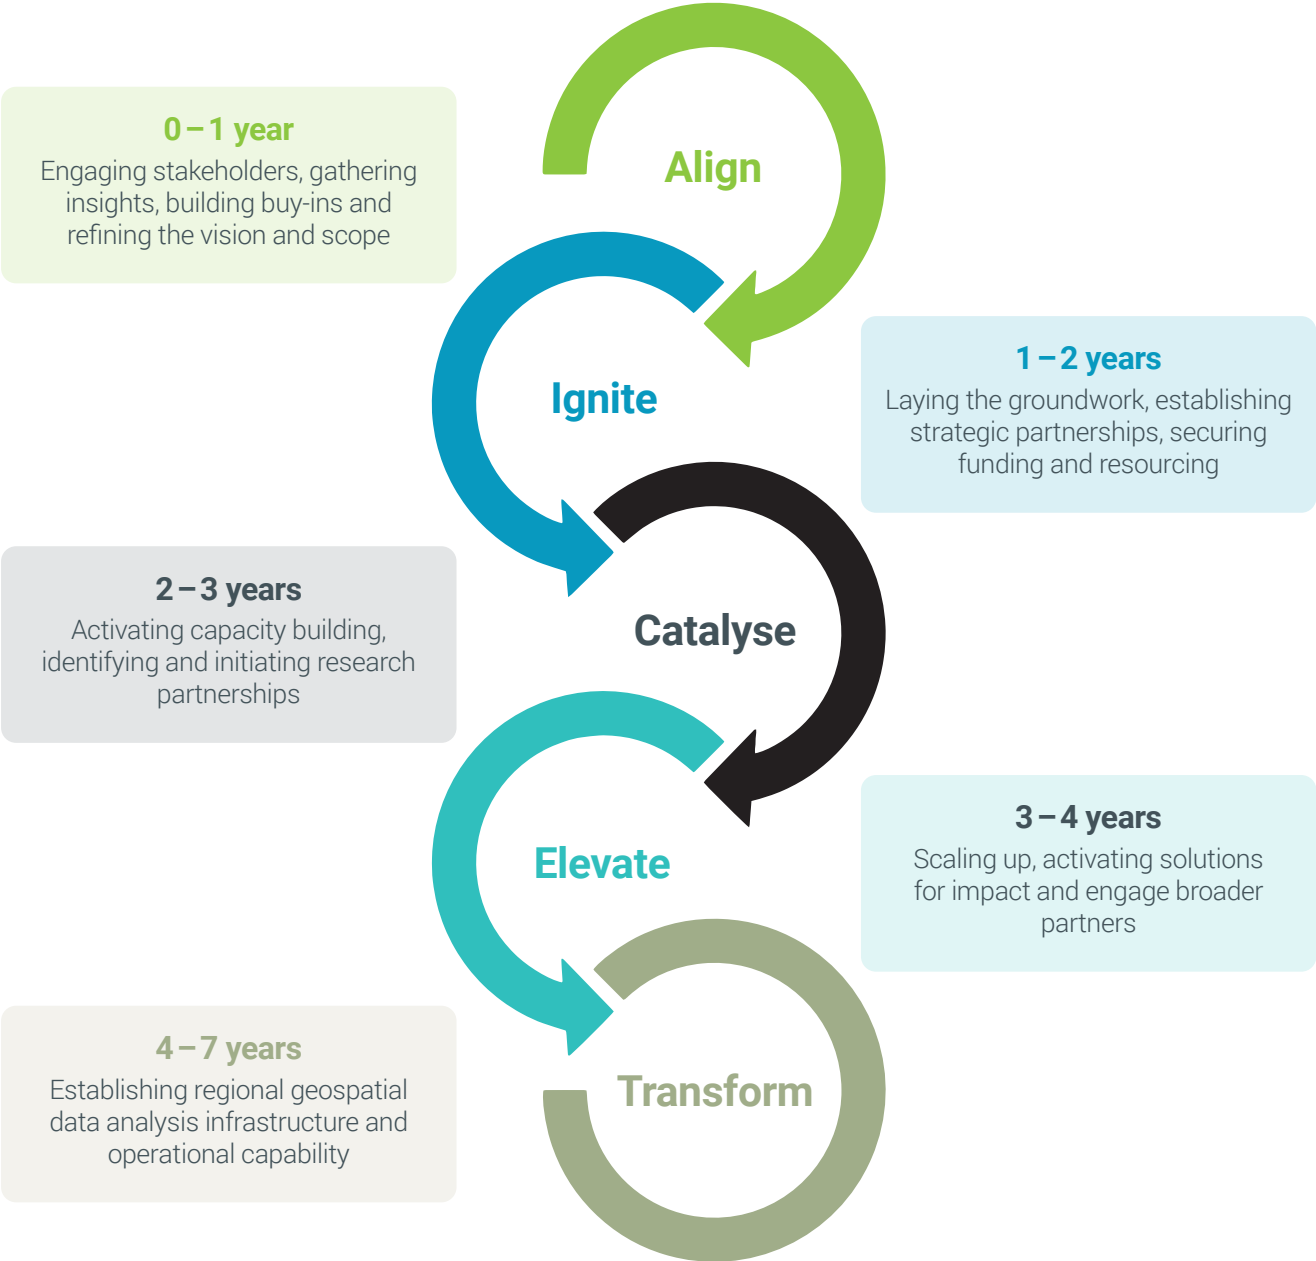 0 – 1 year
Engaging stakeholders, gathering
insights, building buy-ins and
refining the vision and scope
Align
Ignite
1 – 2 years
Laying the groundwork, establishing
strategic partnerships, securing
funding and resourcing
2 – 3 years
Activating capacity building,
identifying and initiating research
partnerships
Catalyse
Elevate
3 – 4 years
Scaling up, activating solutions
for impact and engage broader
partners
4 – 7 years
Establishing regional geospatial
data analysis infrastructure and
operational capability
Transform